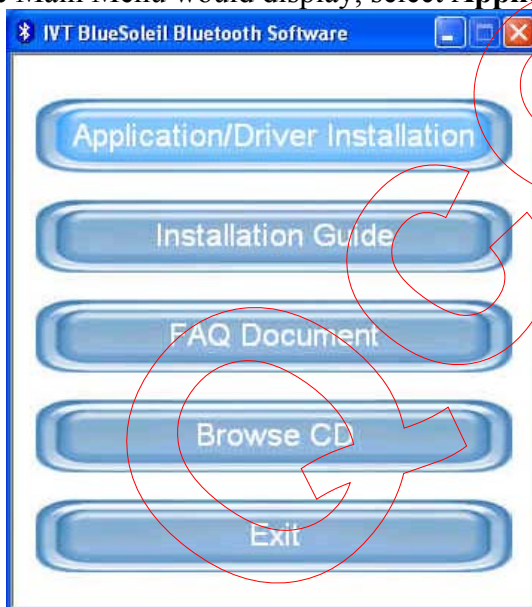 Main Menu would display, select
IVT BlueSoleil Bluetooth Software
Application/Driver Installation
Installation Guide
FAQ Document
Browse CD
Exit